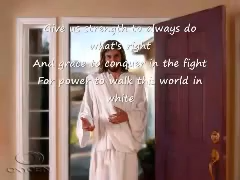 Give us strength to always do
what's right
And grace to conquer in the fight
For power to walk this world in
white